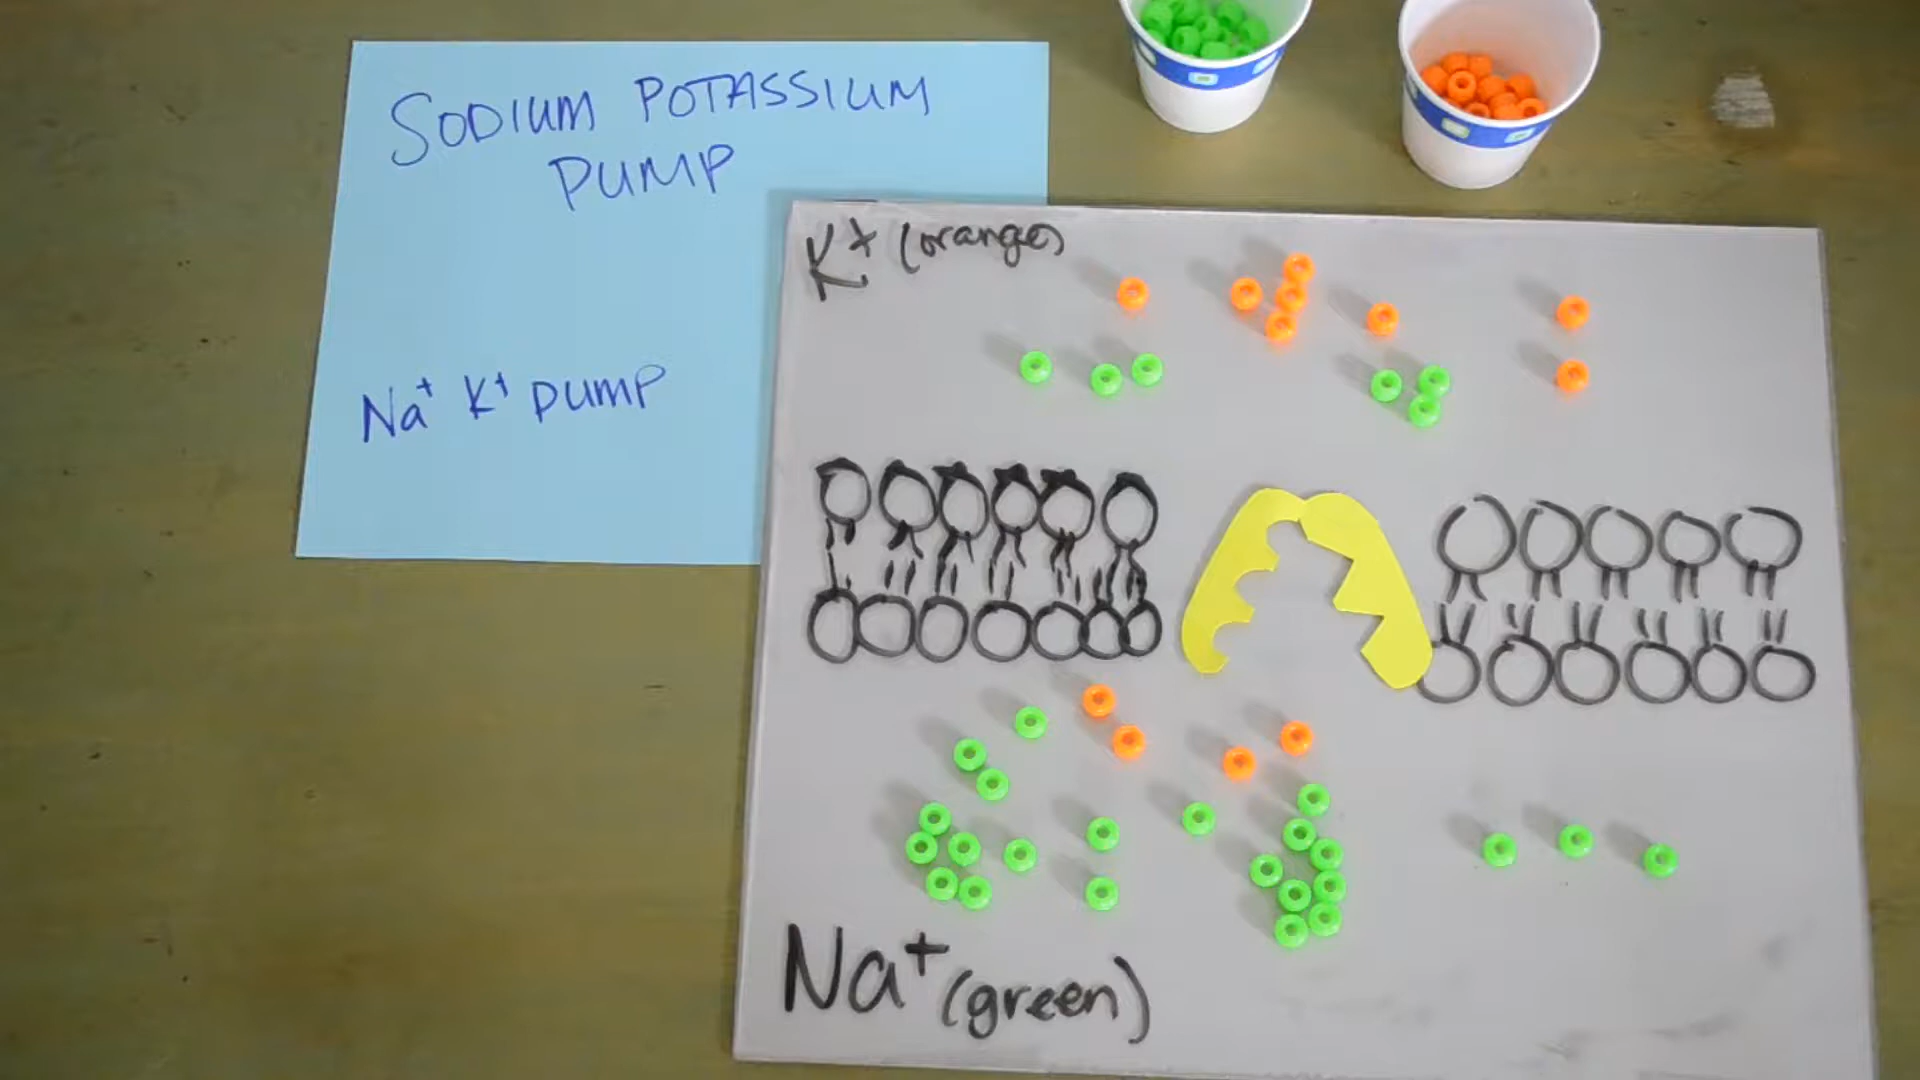 SODIUM POTASSIUM
PUMP
Na⁺ K⁺ PUMP
K⁺ (orange)
Na⁺ (green)